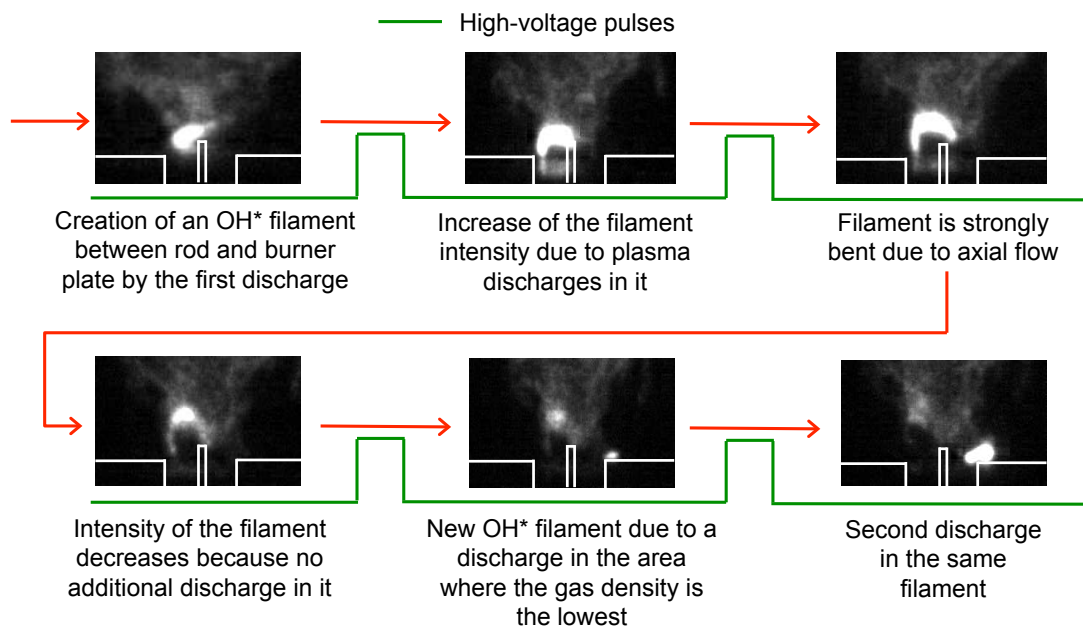 High-voltage pulses
Creation of an OH* filament
between rod and burner
plate by the first discharge
Increase of the filament
intensity due to plasma
discharges in it
Filament is strongly
bent due to axial flow
Intensity of the filament
decreases because no
additional discharge in it
New OH* filament due to a
discharge in the area
where the gas density is
the lowest
Second discharge
in the same
filament